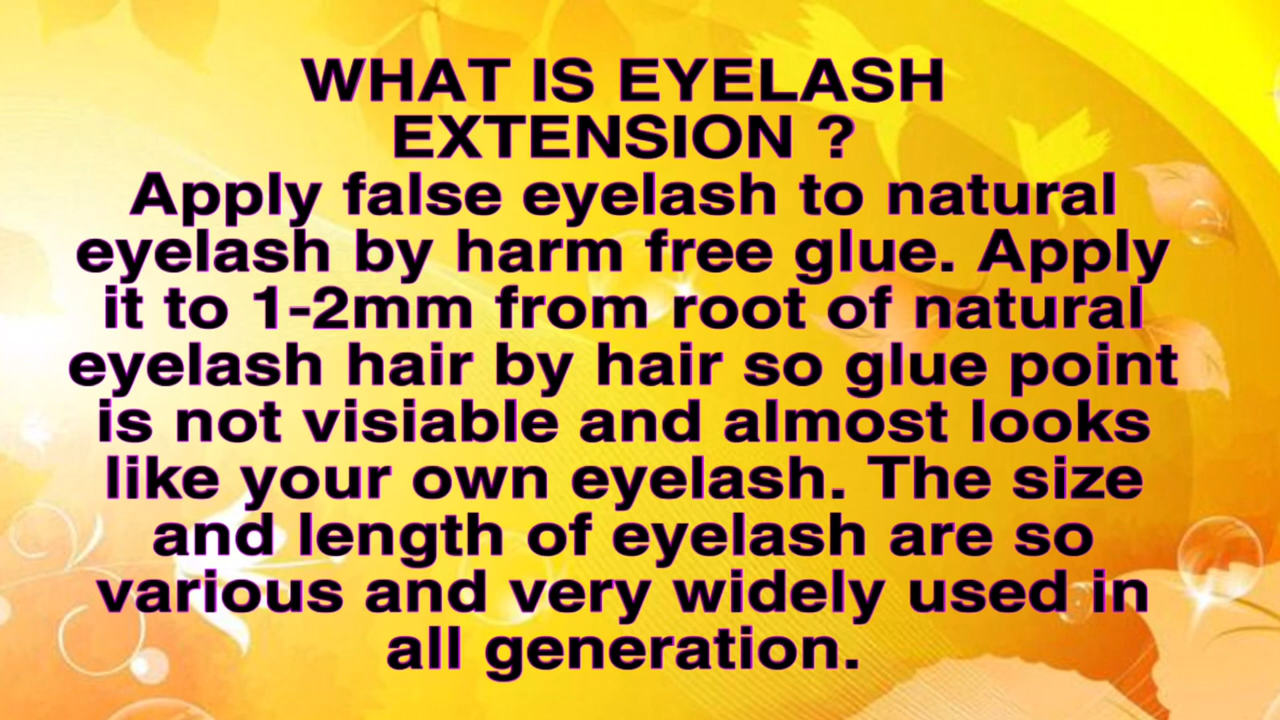 WHAT IS EYELASH
EXTENSION ?
Apply false eyelash to natural
eyelash by harm free glue. Apply
it to 1-2mm from root of natural
eyelash hair by hair so glue point
is not visiable and almost looks
like your own eyelash. The size
and length of eyelash are so
various and very widely used in
all generation.